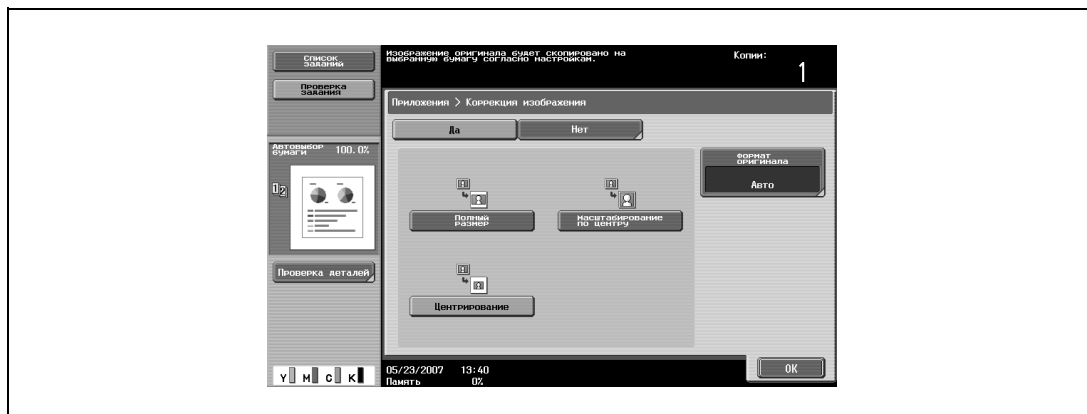 Список
заданий
Проверка
задания
Автовыбор
бумаги 100.0%
12
Проверка деталей
Y M C K
Изображение оригинала будет скопировано на
выбранную бумагу согласно настройкам.
Копии:
1
Приложения > Коррекция изображения
Да
Нет
Полный
размер
Масштабирование
по центру
Центрирование
Формат
оригинала
Авто
05/23/2007 13:40
Память 0%
OK